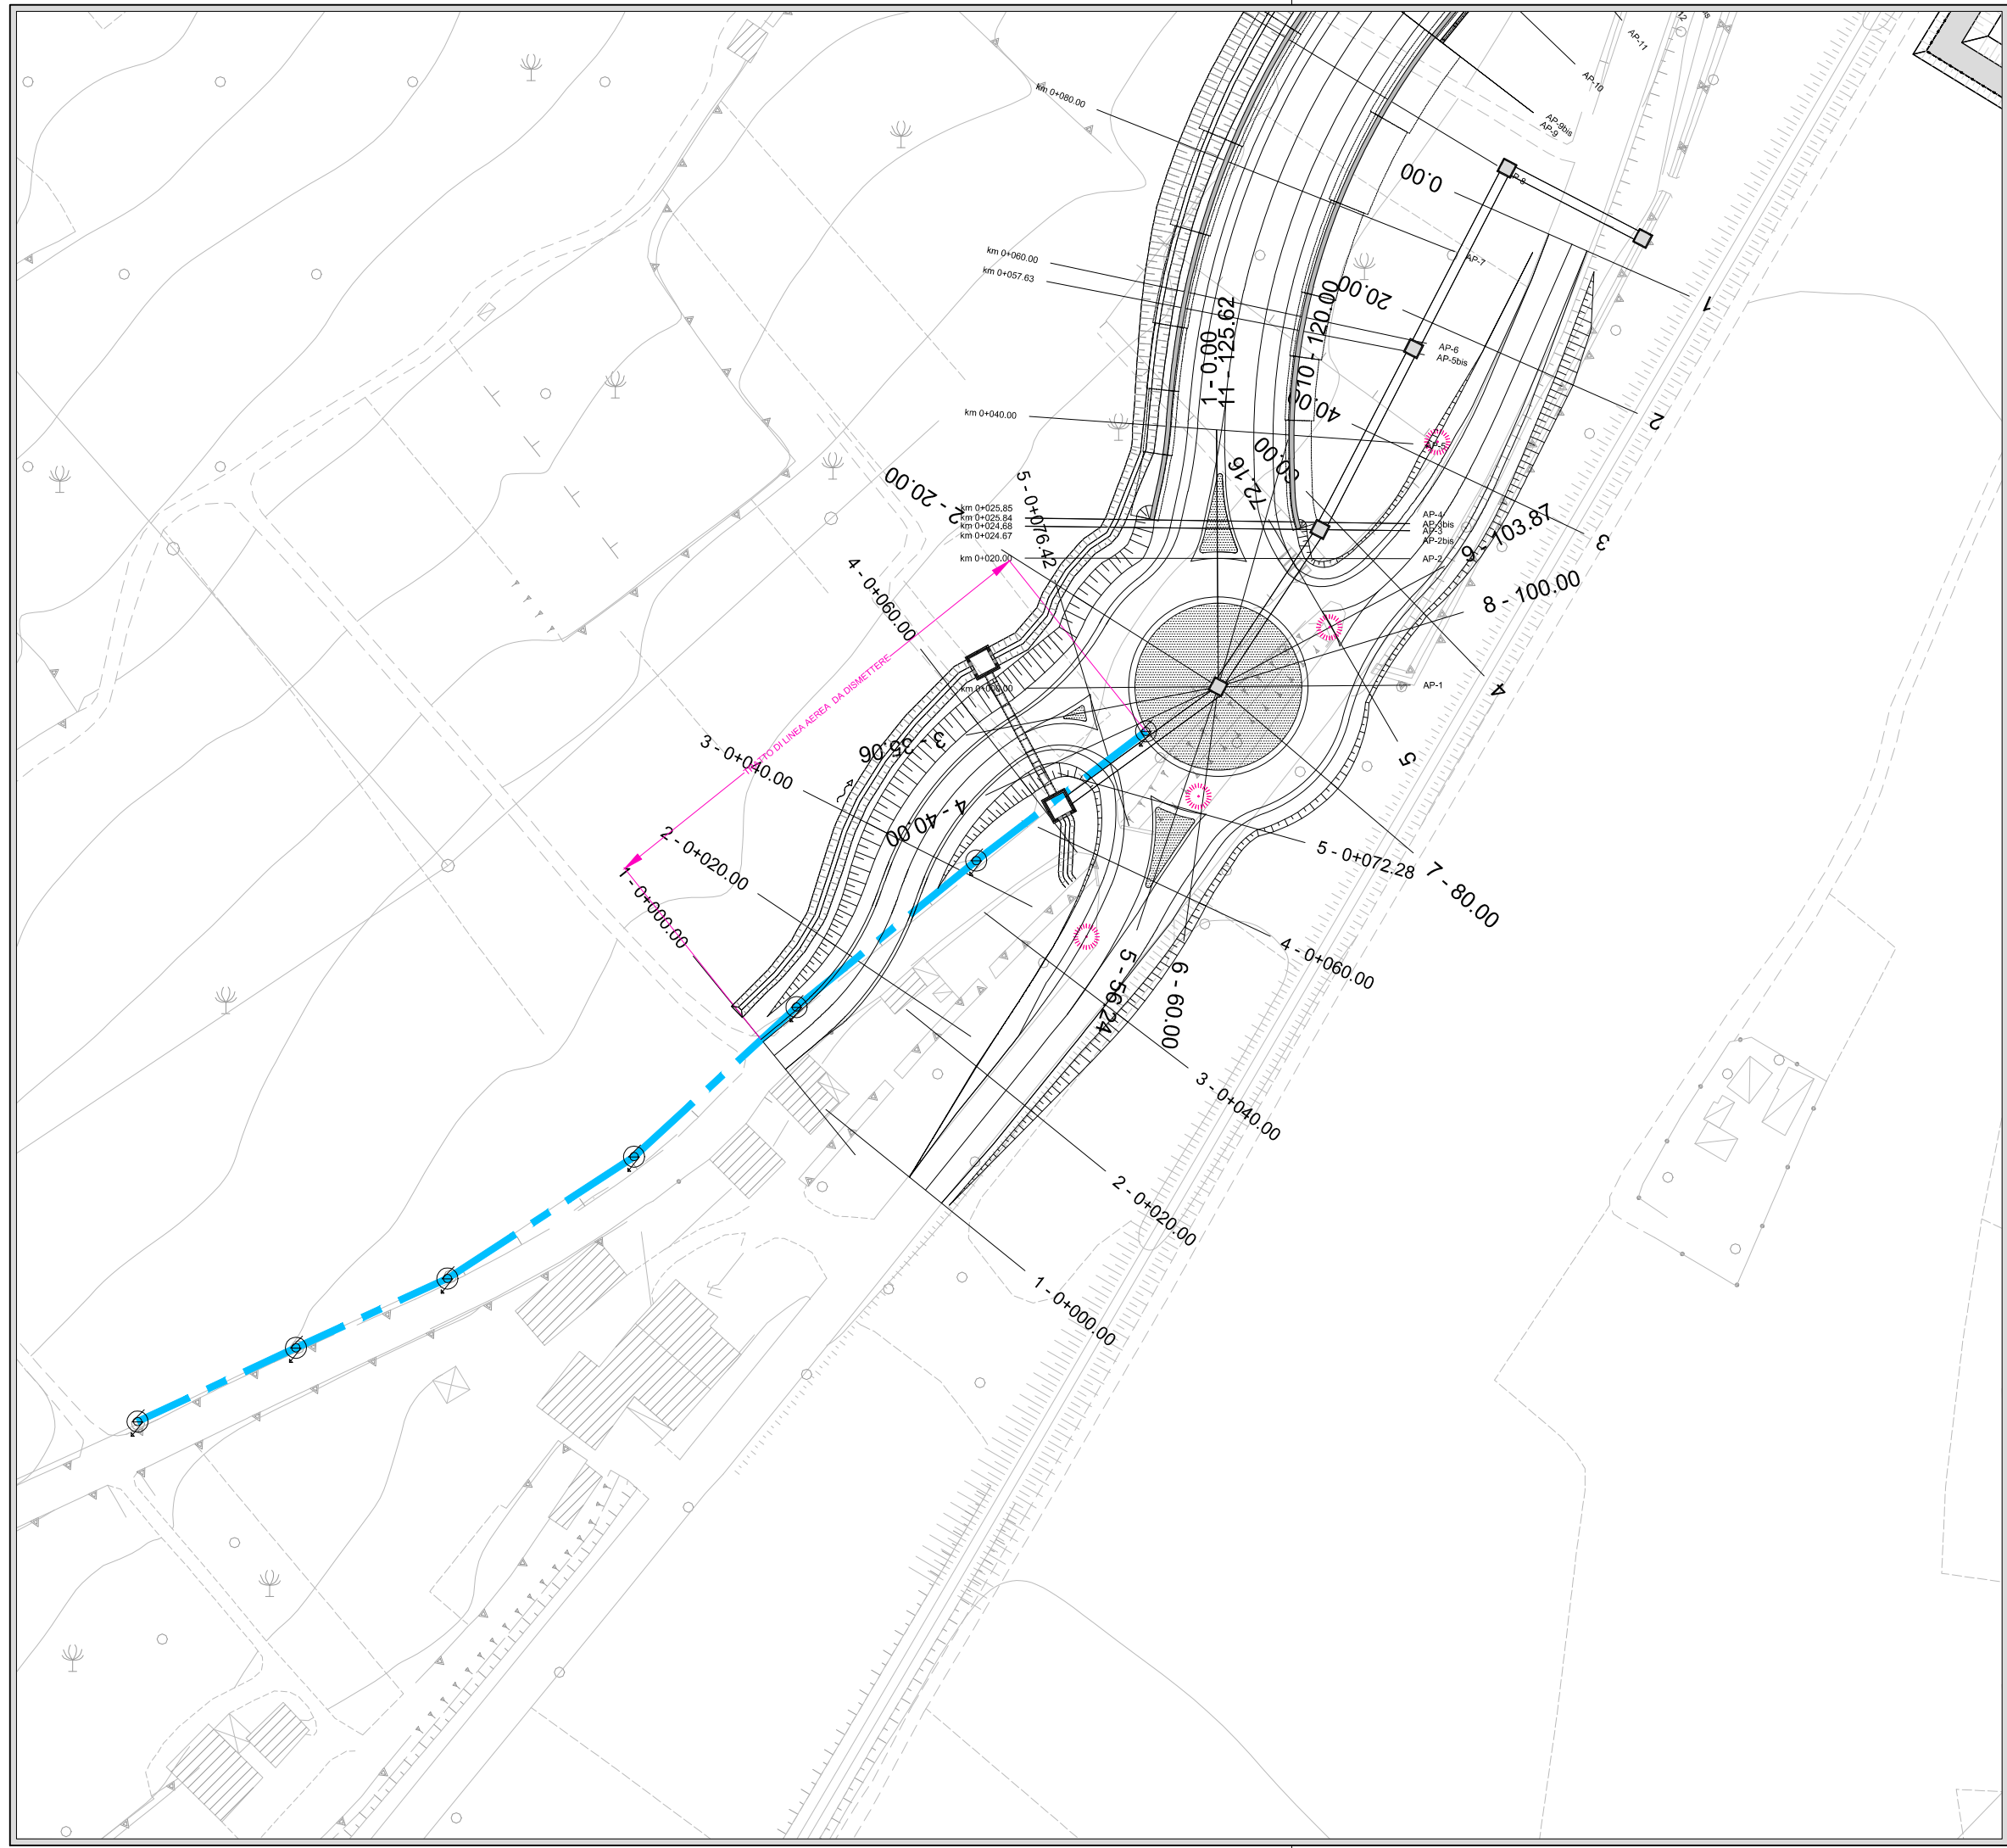 AP-11
AP-10
km 0+080.00
AP-9bis
AP-9
0.00
km 0+060.00
AP-7
km 0+057.63
20.00
1
10 - 120.00
1 - 0.00
11 - 125.62
AP-6
AP-5bis
km 0+040.00
40.00
2
AP-5
60.00
72.16
2 - 20.00
5 - 0+076.42
km 0+025.85
km 0+025.84
km 0+024.68
km 0+024.67
km 0+020.00
AP-4
AP-3bis
AP-3
AP-2bis
AP-2
9 - 103.87
3
4 - 0+060.00
8 - 100.00
TRATTO DI LINEA AEREA DA DISMETTERE
km 0+000.00
AP-1
4
3 - 35.06
3 - 0+040.00
5
4 - 40.00
2 - 0+020.00
5 - 0+072.28
7 - 80.00
1 - 0+000.00
4 - 0+060.00
5 - 56.24
6 - 60.00
3 - 0+040.00
2 - 0+020.00
1 - 0+000.00